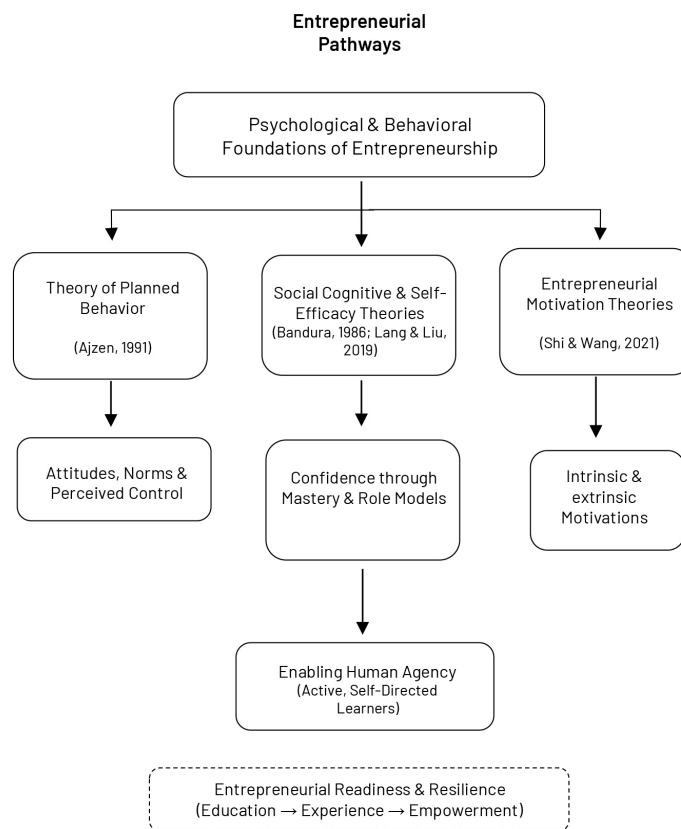 Entrepreneurial
Pathways
Psychological & Behavioral
Foundations of Entrepreneurship
Theory of Planned
Behavior
(Ajzen, 1991)
Social Cognitive & Self-
Efficacy Theories
(Bandura, 1986; Lang & Liu,
2019)
Entrepreneurial
Motivation Theories
(Shi & Wang, 2021)
Attitudes, Norms &
Perceived Control
Confidence through
Mastery & Role Models
Intrinsic &
extrinsic
Motivations
Enabling Human Agency
(Active, Self-Directed
Learners)
Entrepreneurial Readiness & Resilience
(Education → Experience → Empowerment)